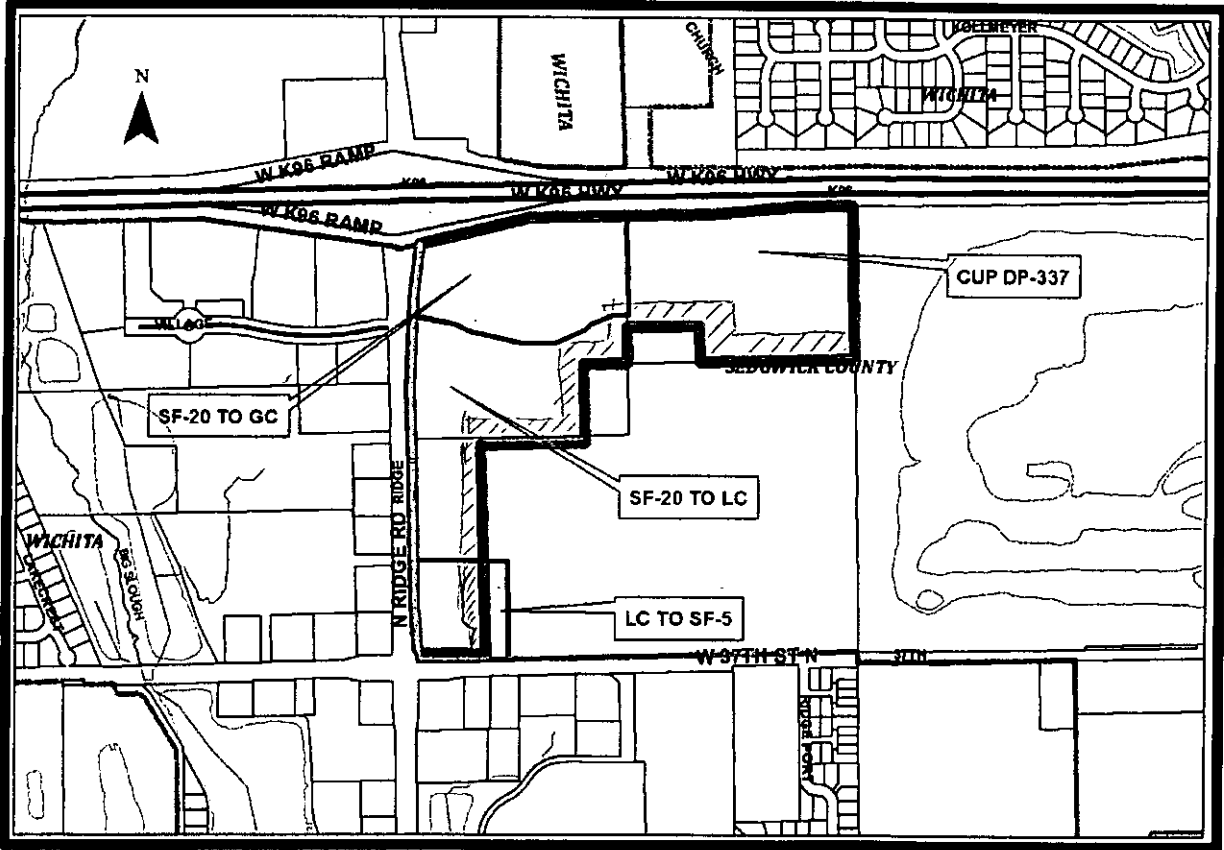 KOLLMEYER
CHURCH
WICHITA
WICHITA
N
W K96 RAMP
K96
W K96 HWY
W K96 HWY
K96
W K96 RAMP
CUP DP-337
VILLAGE
SEDGWICK COUNTY
SF-20 TO GC
SF-20 TO LC
N RIDGE RD
RIDGE
WICHITA
LAKECREST
BIG SLOUGH
LC TO SF-5
W 37TH ST N
37TH
RIDGE PORT